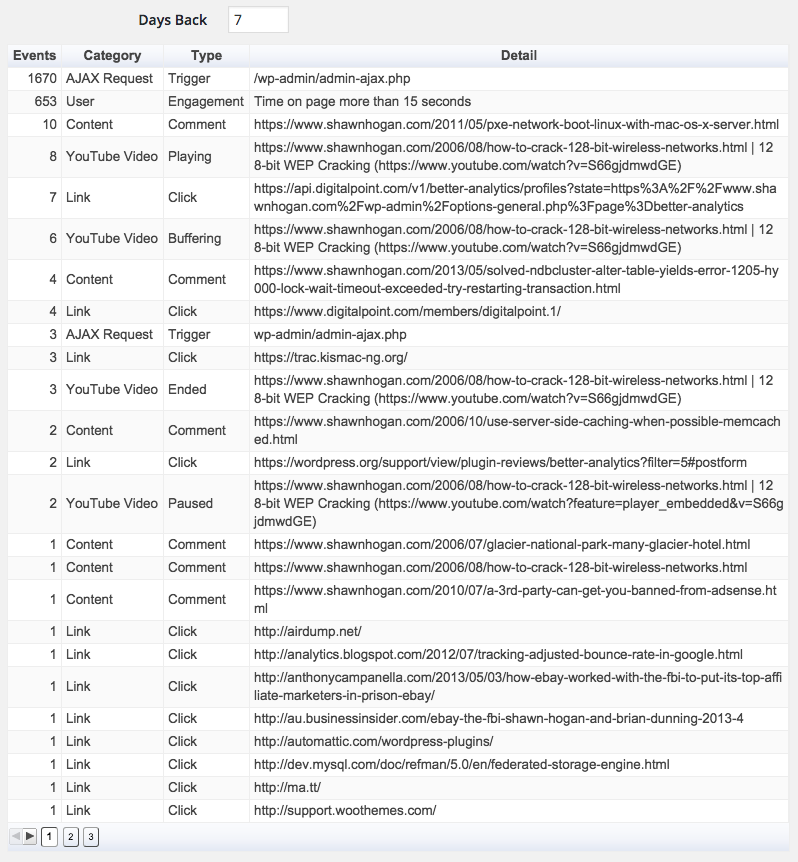 Days Back 7
Events Category Type Detail
1670 AJAX Request Trigger /wp-admin/admin-ajax.php
653 User Engagement Time on page more than 15 seconds
10 Content Comment https://www.shawnhogan.com/2011/05/pxe-network-boot-linux-with-mac-os-x-server.html
8 YouTube Video Playing https://www.shawnhogan.com/2006/08/how-to-crack-128-bit-wireless-networks.html | 12
8-bit WEP Cracking (https://www.youtube.com/watch?v=S66gjdmwdGE)
7 Link Click https://api.digitalpoint.com/v1/better-analytics/profiles?state=https%3A%2F%2Fwww.sha
wnhogan.com%2Fwp-admin%2Foptions-general.php%3Fpage%3Dbetter-analytics
6 YouTube Video Buffering https://www.shawnhogan.com/2006/08/how-to-crack-128-bit-wireless-networks.html | 12
8-bit WEP Cracking (https://www.youtube.com/watch?v=S66gjdmwdGE)
4 Content Comment https://www.shawnhogan.com/2013/05/solved-ndbcluster-alter-table-yields-error-1205-hy
000-lock-wait-timeout-exceeded-try-restarting-transaction.html
4 Link Click https://www.digitalpoint.com/members/digitalpoint.1/
3 AJAX Request Trigger wp-admin/admin-ajax.php
3 Link Click https://trac.kismac-ng.org/
3 YouTube Video Ended https://www.shawnhogan.com/2006/08/how-to-crack-128-bit-wireless-networks.html | 12
8-bit WEP Cracking (https://www.youtube.com/watch?v=S66gjdmwdGE)
2 Content Comment https://www.shawnhogan.com/2006/10/use-server-side-caching-when-possible-memcach
ed.html
2 Link Click https://wordpress.org/support/view/plugin-reviews/better-analytics?filter=5#postform
2 YouTube Video Paused https://www.shawnhogan.com/2006/08/how-to-crack-128-bit-wireless-networks.html | 12
8-bit WEP Cracking (https://www.youtube.com/watch?feature=player_embedded&v=S66g
jdmwdGE)
1 Content Comment https://www.shawnhogan.com/2006/07/glacier-national-park-many-glacier-hotel.html
1 Content Comment https://www.shawnhogan.com/2006/08/how-to-crack-128-bit-wireless-networks.html
1 Content Comment https://www.shawnhogan.com/2010/07/a-3rd-party-can-get-you-banned-from-adsense.ht
ml
1 Link Click http://airdump.net/
1 Link Click http://analytics.blogspot.com/2012/07/tracking-adjusted-bounce-rate-in-google.html
1 Link Click http://anthonycampanella.com/2013/05/03/how-ebay-worked-with-the-fbi-to-put-its-top-affi
liate-marketers-in-prison-ebay/
1 Link Click http://au.businessinsider.com/ebay-the-fbi-shawn-hogan-and-brian-dunning-2013-4
1 Link Click http://automattic.com/wordpress-plugins/
1 Link Click http://dev.mysql.com/doc/refman/5.0/en/federated-storage-engine.html
1 Link Click http://ma.tt/
1 Link Click http://support.woothemes.com/
1 2 3